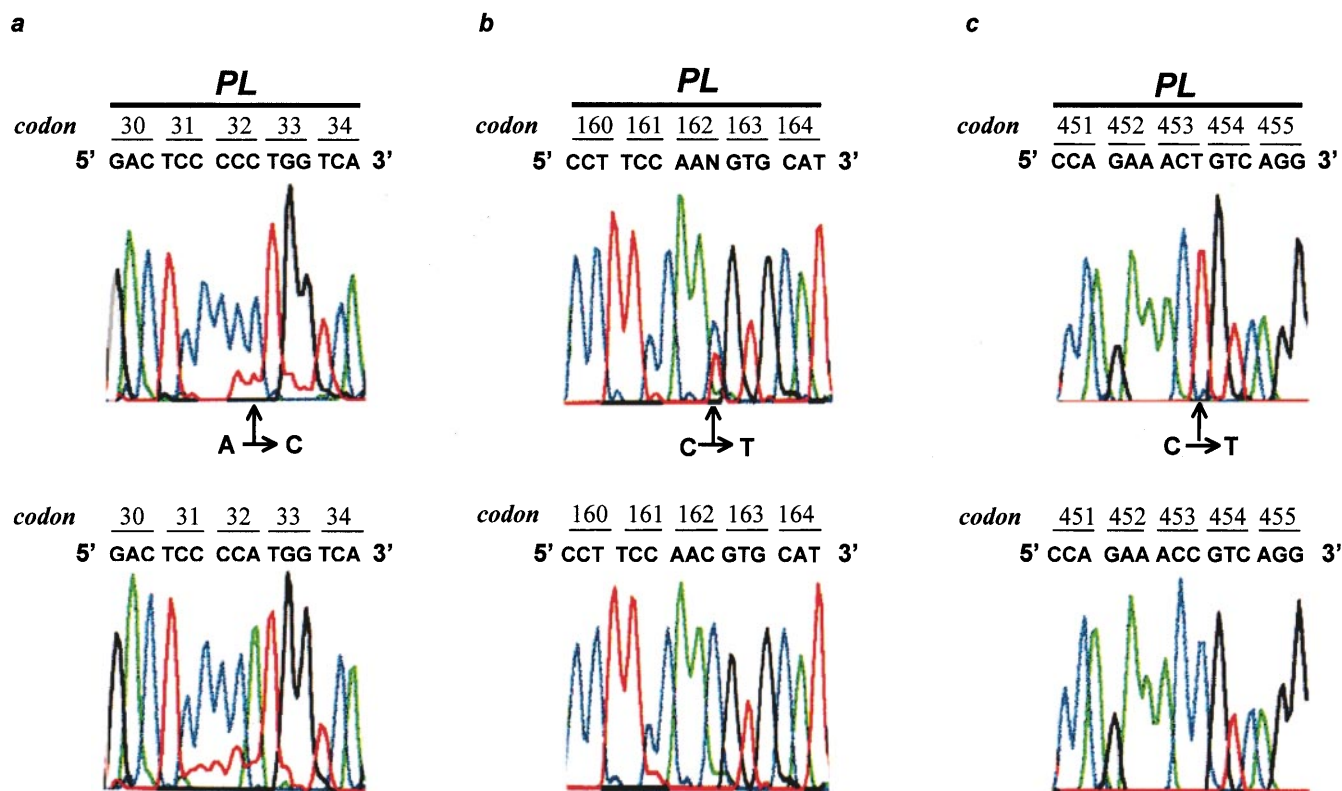 a
PL
codon 30 31 32 33 34
5’ GAC TCC CCC TGG TCA 3’
A → C
codon 30 31 32 33 34
5’ GAC TCC CCA TGG TCA 3’
b
PL
codon 160 161 162 163 164
5’ CCT TCC AAN GTG CAT 3’
C → T
codon 160 161 162 163 164
5’ CCT TCC AAC GTG CAT 3’
c
PL
codon 451 452 453 454 455
5’ CCA GAA ACT GTC AGG 3’
C → T
codon 451 452 453 454 455
5’ CCA GAA ACC GTC AGG 3’